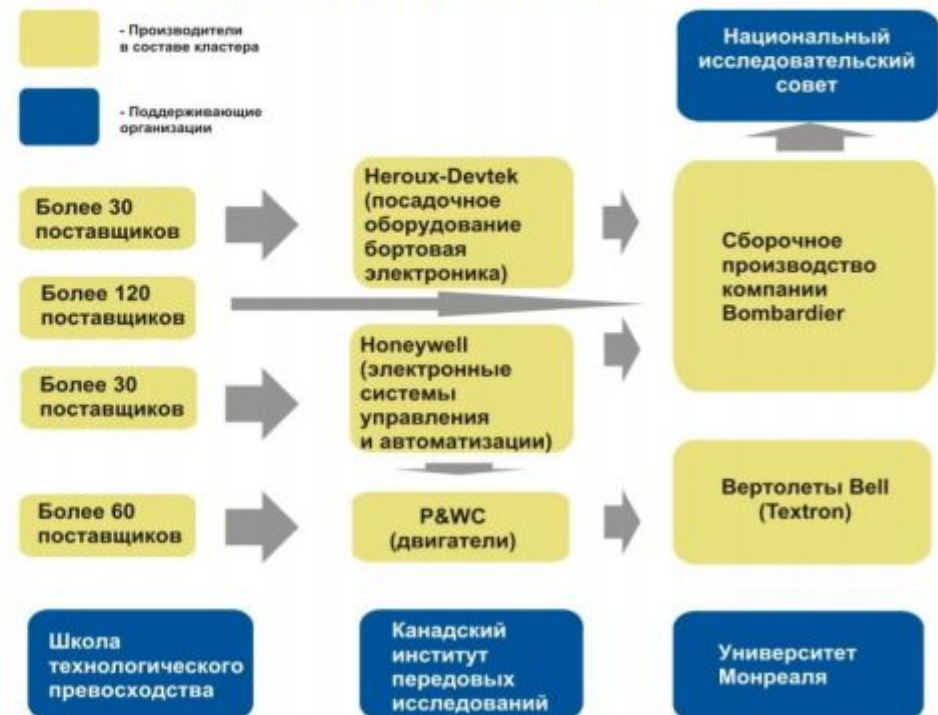 - Производители
в составе кластера
- Поддерживающие
организации
Национальный
исследовательский
совет
Более 30
поставщиков
Heroux-Devtek
(посадочное
оборудование
бортовая
электроника)
Сборочное
производство
компании
Bombardier
Более 120
поставщиков
Более 30
поставщиков
Honeywell
(электронные
системы
управления
и автоматизации)
Более 60
поставщиков
P&WC
(двигатели)
Вертолеты Bell
(Textron)
Школа
технологического
превосходства
Канадский
институт
передовых
исследований
Университет
Монреаля